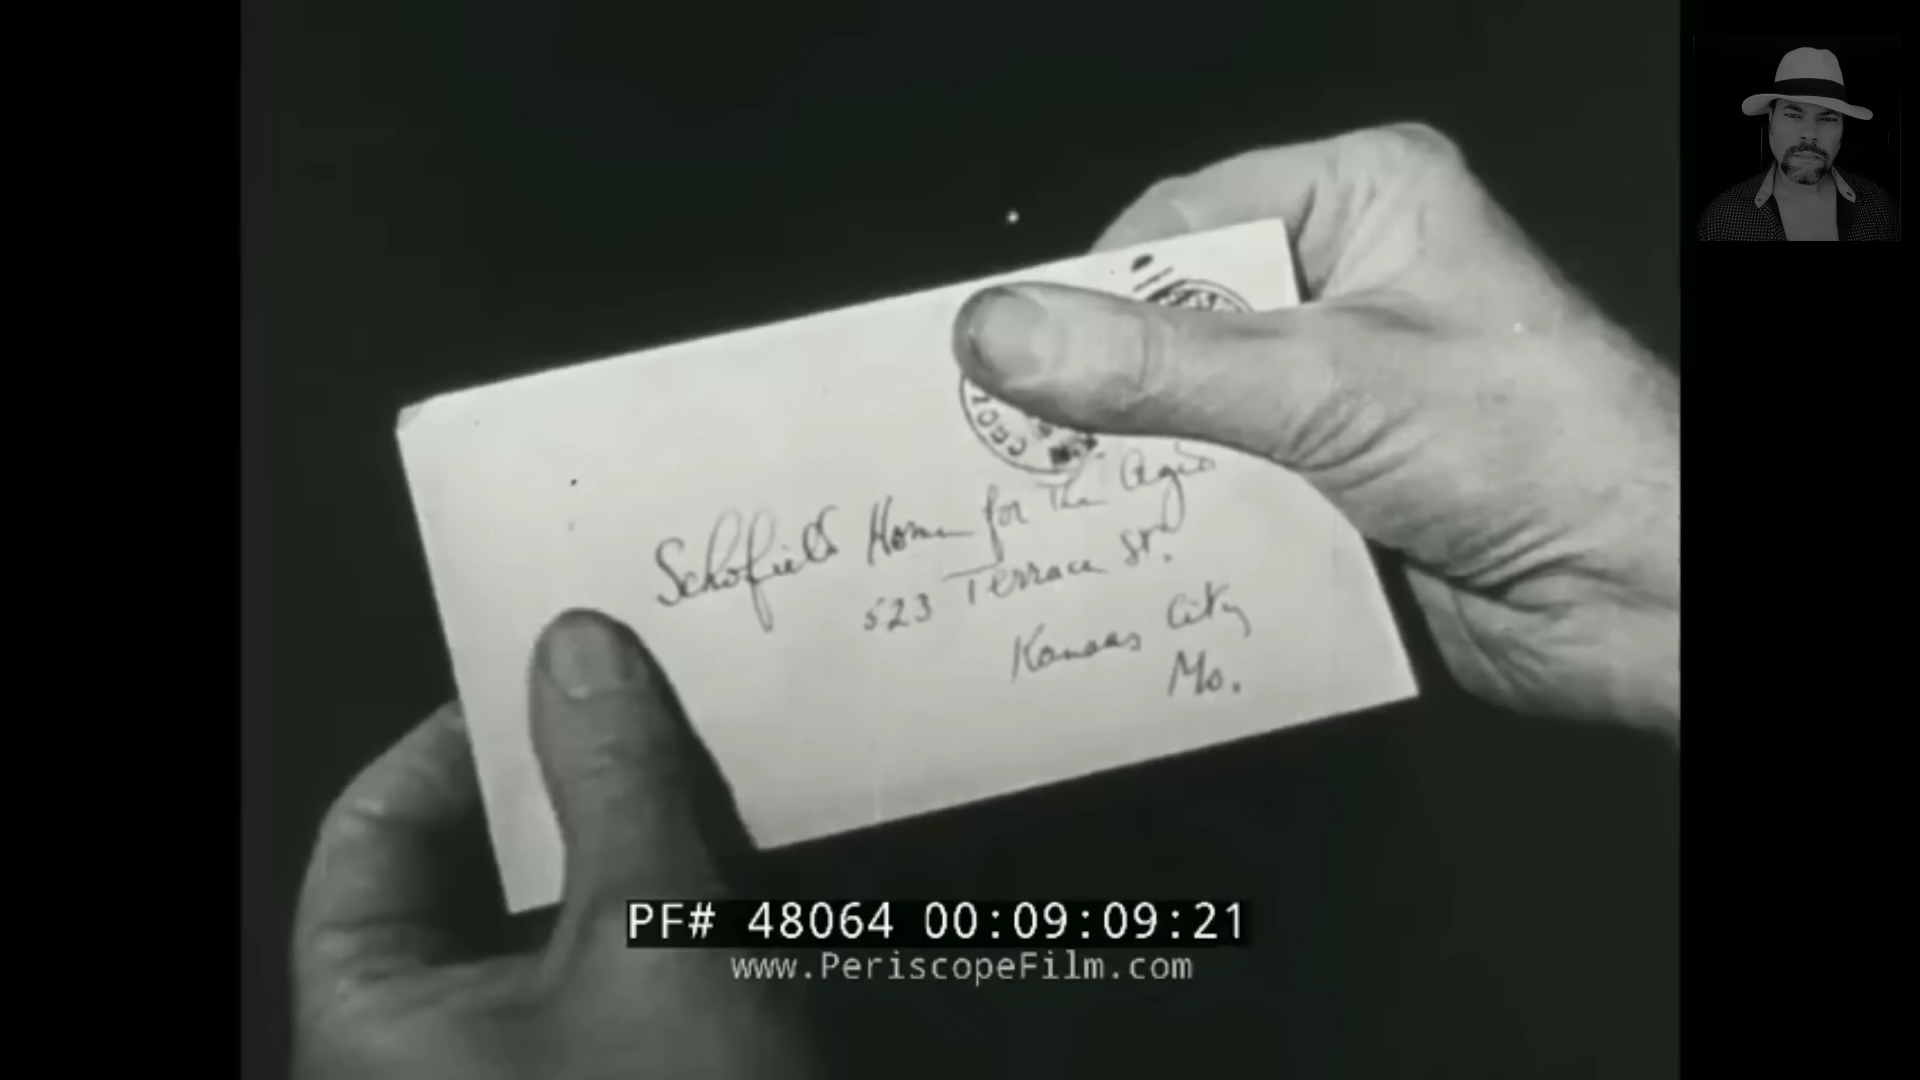 Schofield Home for the Aged
523 Terrace St.
Kansas City
Mo.
PF# 48064 00:09:09:21
www.PeriscopeFilm.com